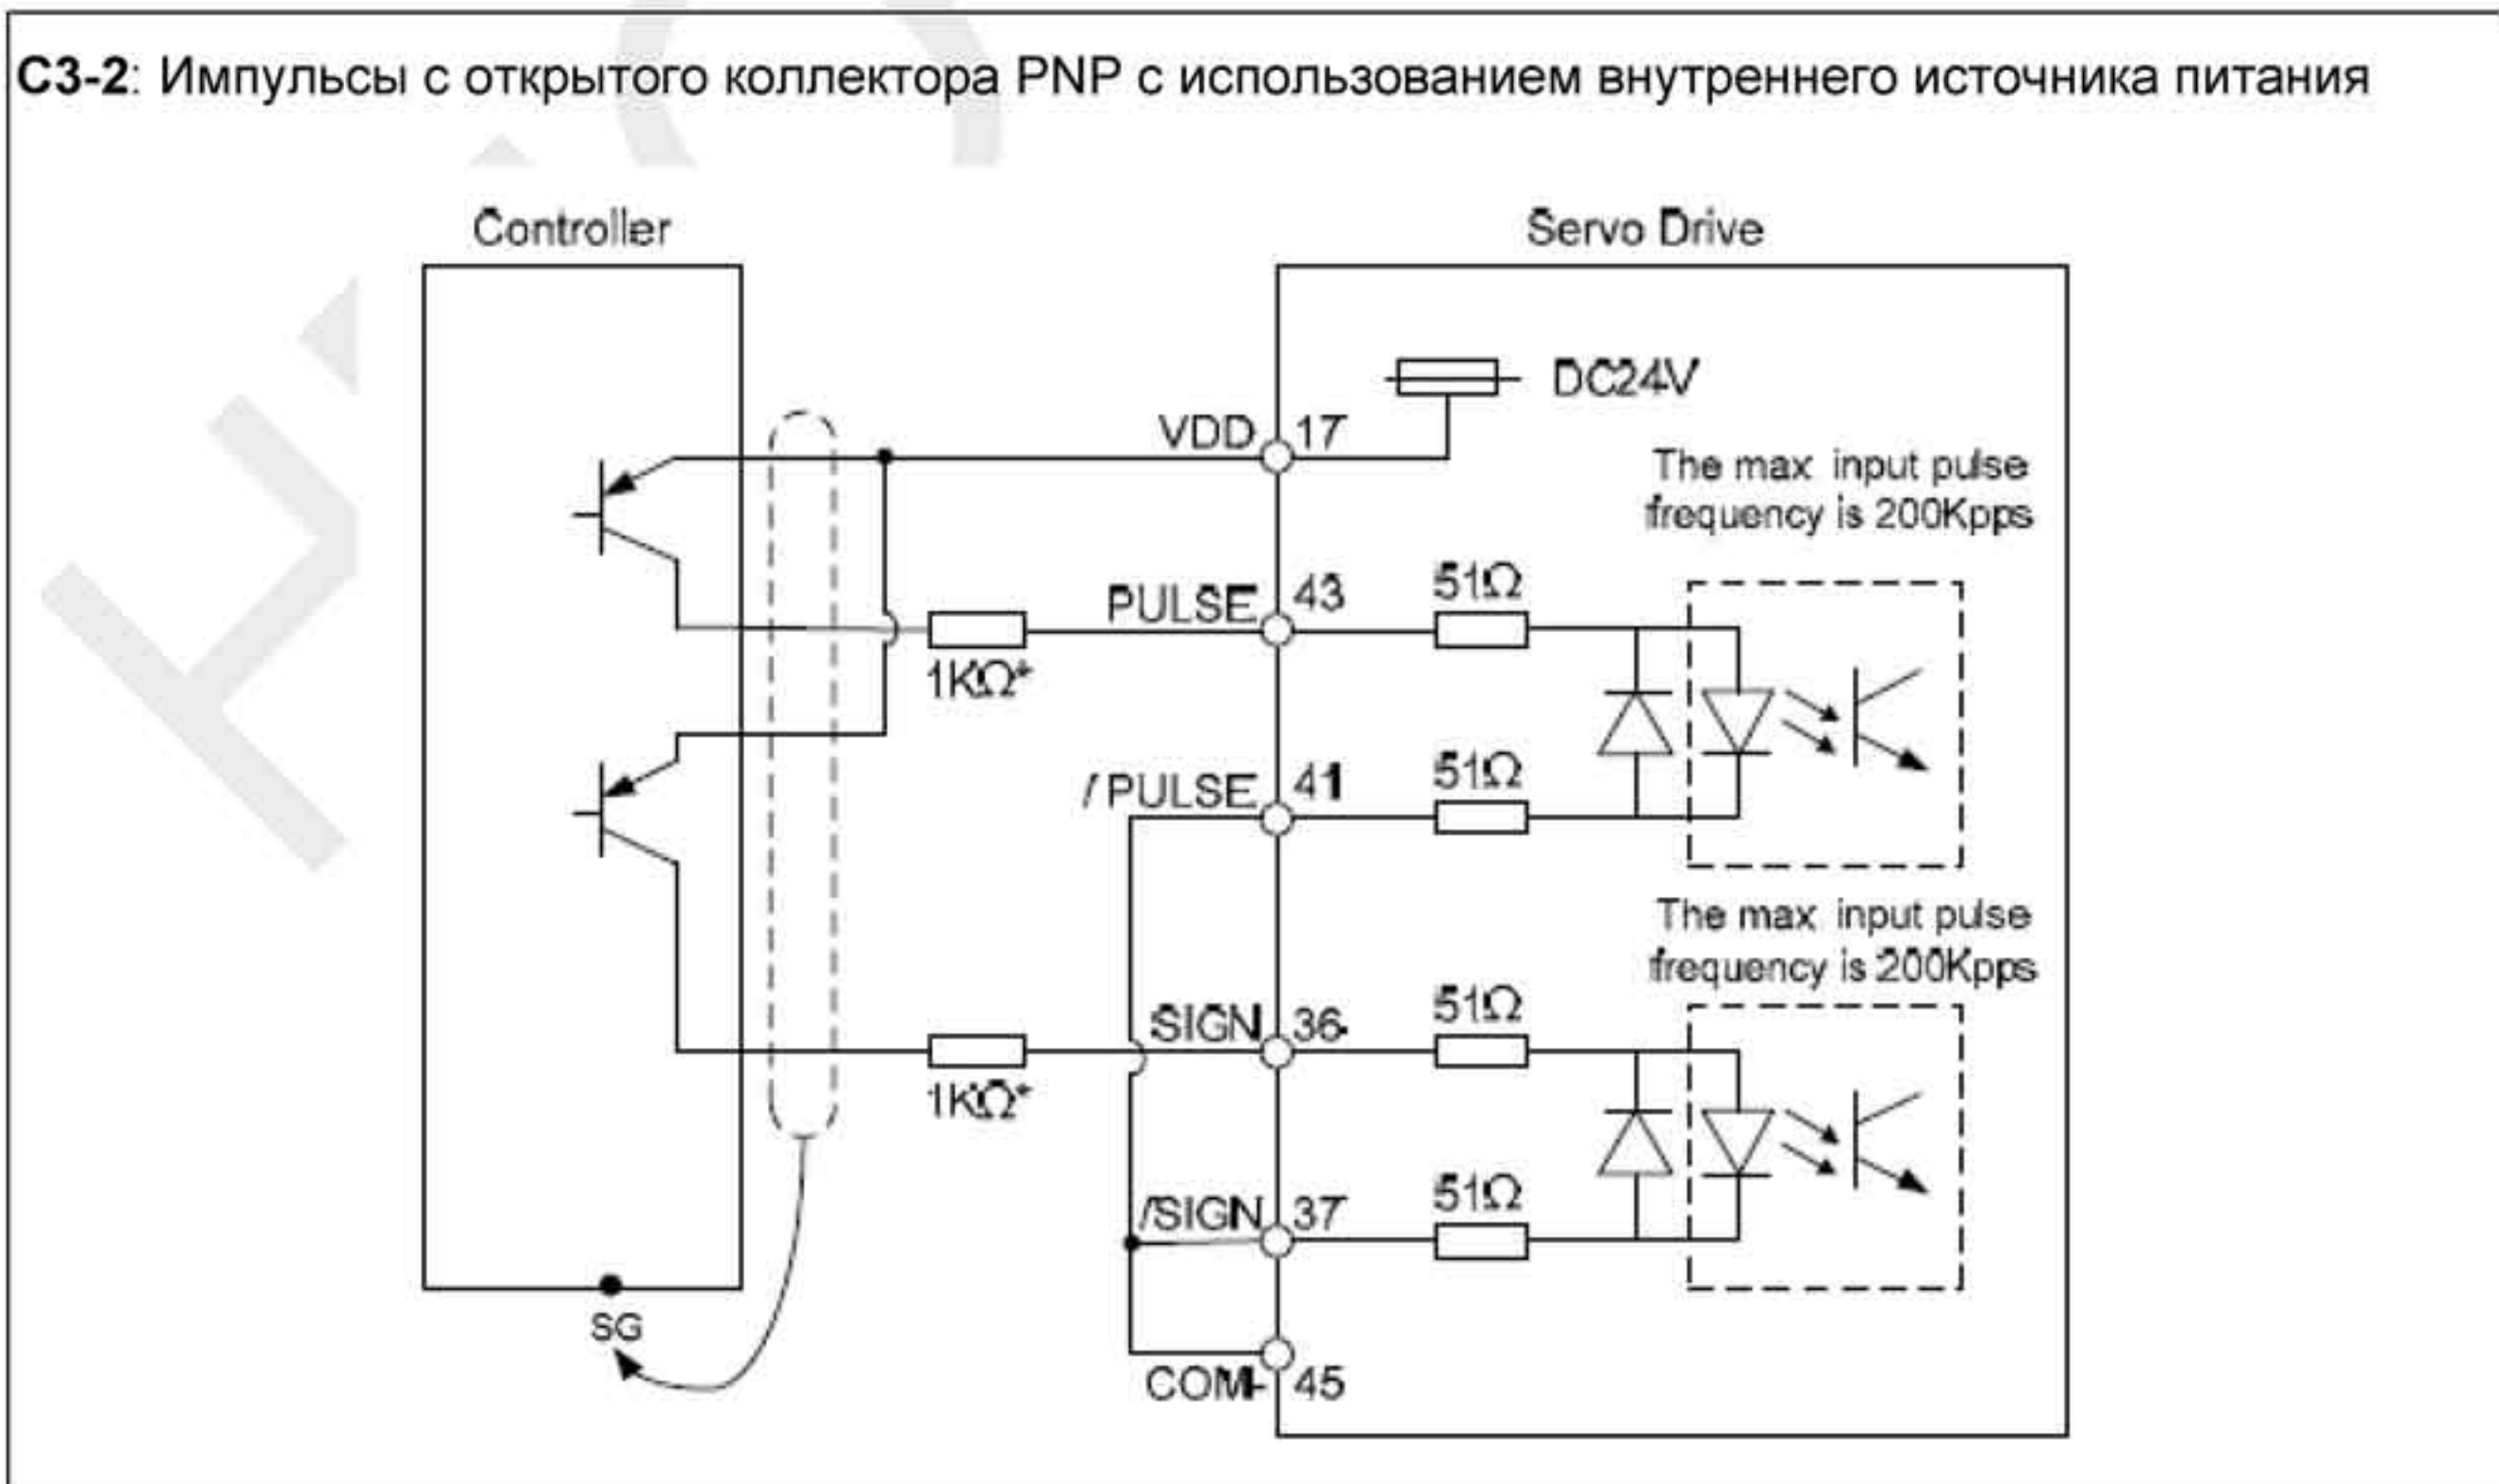 C3-2: Импульсы с открытого коллектора PNP с использованием внутреннего источника питания
Controller
Servo Drive
DC24V
VDD 17
The max input pulse
frequency is 200Kpps
PULSE 43
51Ω
1KΩ*
/PULSE 41
51Ω
The max input pulse
frequency is 200Kpps
SIGN 36
51Ω
1KΩ*
/SIGN 37
51Ω
SG
COM- 45